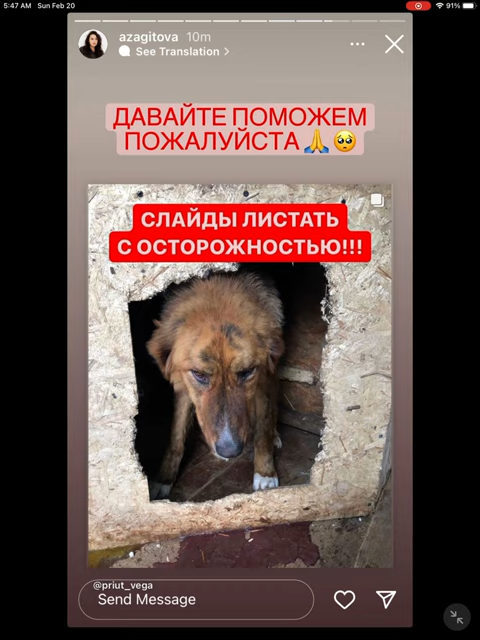 5:47 AM Sun Feb 20
91%
azagitova 10m
See Translation >
ДАВАЙТЕ ПОМОЖЕМ
ПОЖАЛУЙСТА🙏🥺
СЛАЙДЫ ЛИСТАТЬ
С ОСТОРОЖНОСТЬЮ!!!
@priut_vega
Send Message